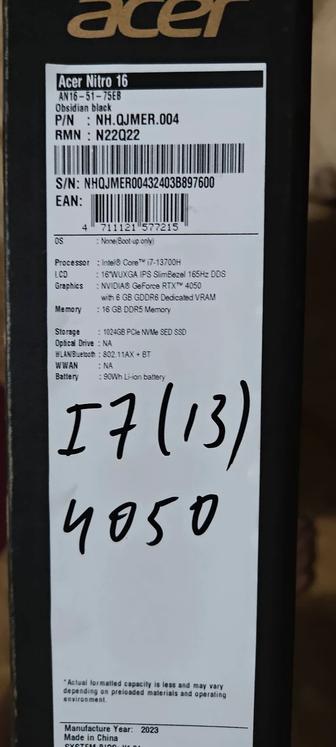 acer
Acer Nitro 16
AN16-51-75EB
Obsidian black
P/N : NH.QJMER.004
RMN : N22Q22
S/N: NHQJMER00432403B897600
EAN:
4 711121 577215
OS : None(Boot-up only)
Processor : Intel® Core™ i7-13700H
LCD : 16"WUXGA IPS SlimBezel 165Hz DDS
Graphics : NVIDIA® GeForce RTX™ 4050
with 6 GB GDDR6 Dedicated VRAM
Memory : 16 GB DDR5 Memory
Storage : 1024GB PCIe NVMe SED SSD
Optical Drive : NA
WLAN/Bluetooth : 802.11AX + BT
WWAN : NA
Battery : 90Wh Li-ion battery
I7(13)
4050
*Actual formatted capacity is less and may vary
depending on preloaded materials and operating
environment.
Manufacture Year: 2023
Made in China